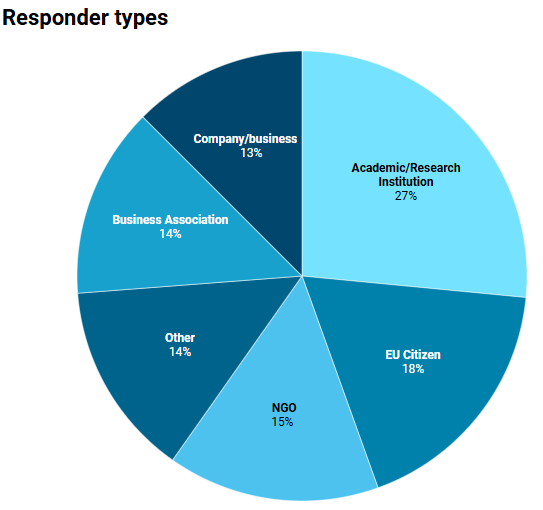 Responder types
Company/business
13%
Academic/Research
Institution
27%
Business Association
14%
Other
14%
EU Citizen
18%
NGO
15%